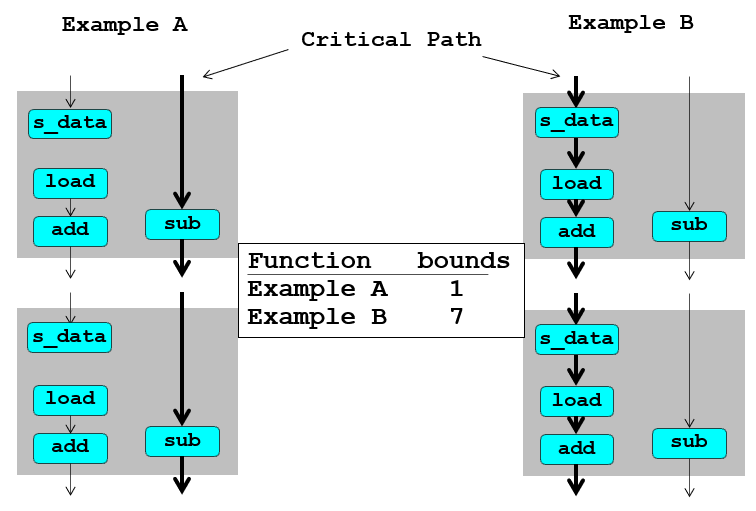 Example A
Example B
Critical Path
s_data
load
add
sub
s_data
load
add
sub
Function bounds
Example A 1
Example B 7
s_data
load
add
sub
s_data
load
add
sub